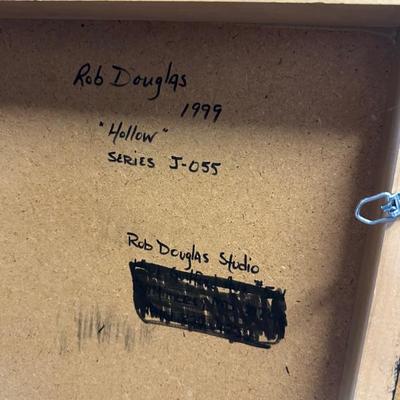 Rob Douglas
1999
"Hollow"
SERIES J-055
Rob Douglas Studio